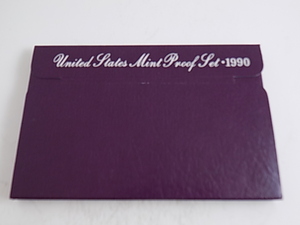 United States Mint Proof Set • 1990